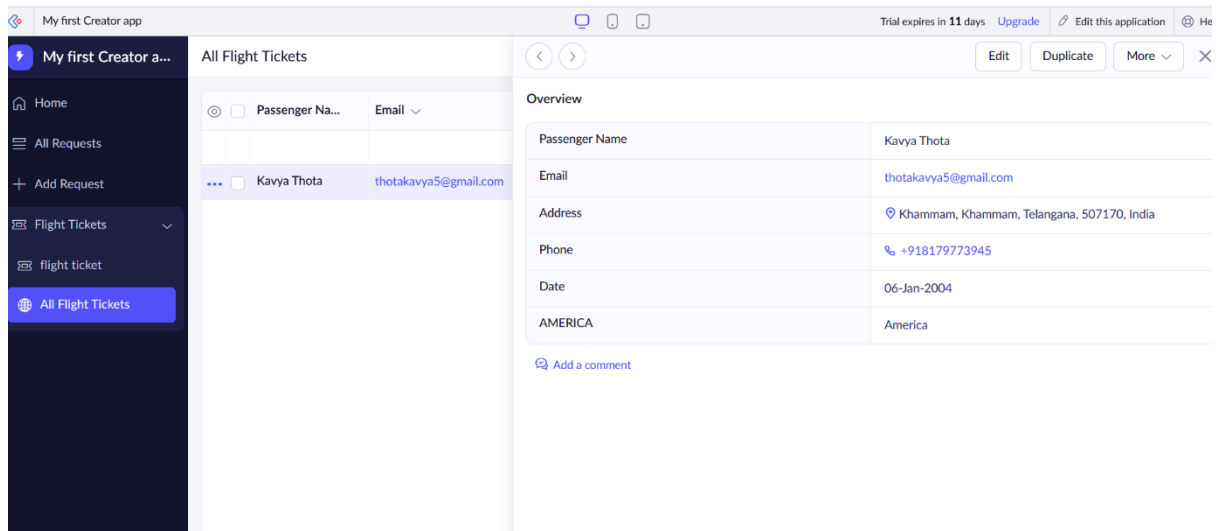 My first Creator app
Trial expires in 11 days Upgrade Edit this application He
My first Creator a...
Home
All Requests
Add Request
Flight Tickets
flight ticket
All Flight Tickets
All Flight Tickets
Passenger Na... Email
Kavya Thota thotakavya5@gmail.com
Edit Duplicate More
Overview
Passenger Name Kavya Thota
Email thotakavya5@gmail.com
Address Khammam, Khammam, Telangana, 507170, India
Phone +918179773945
Date 06-Jan-2004
AMERICA America
Add a comment